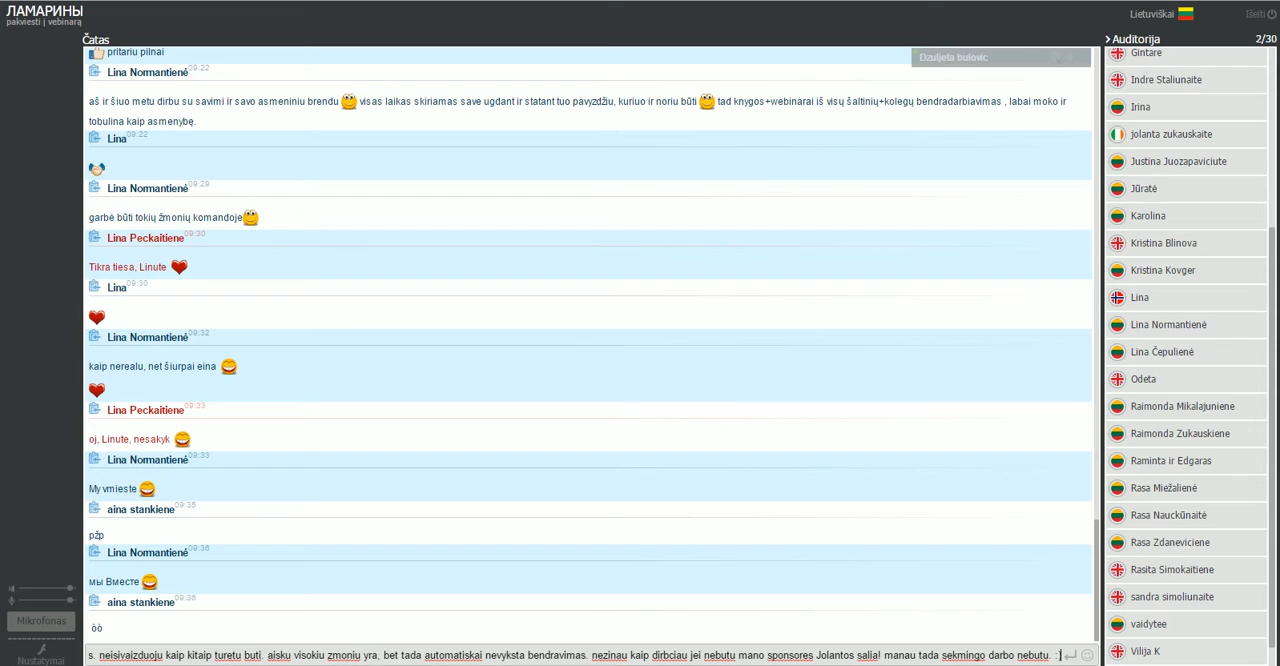 ЛАМАРИНЫ
pakviesti į vebinarą
Lietuviškai
Išeiti
Čatas
Auditorija 2/30
pritariu pilnai
Dzuljeta bulovic
Lina Normantienė 09:22
aš ir šiuo metu dirbu su savimi ir savo asmeniniu brendu visas laikas skiriamas save ugdant ir statant tuo pavyzdžiu, kuriuo ir noriu būti tad knygos+webinarai iš visų šaltinių+kolegų bendradarbiavimas , labai moko ir
tobulina kaip asmenybę.
Lina 09:22
Lina Normantienė 09:29
garbė būti tokių žmonių komandoje
Lina Peckaitiene 09:30
Tikra tiesa, Linute
Lina 09:30
Lina Normantienė 09:32
kaip nerealu, net šiurpai eina
Lina Peckaitiene 09:33
oj, Linute, nesakyk
Lina Normantienė 09:33
My vmieste
aina stankiene 09:35
pžp
Lina Normantienė 09:36
мы Вместе
aina stankiene 09:36
òò
s. neisivaizduoju kaip kitaip turetu buti. aisku visokiu zmoniu yra, bet su tais automatiskai nevyksta bendravimas. nezinau kaip dirbciau jei nebutu mano sponsores Jolantos salia! manau tada sekmingo darbo nebutu. :)
Gintare
Indre Staliunaite
Irina
jolanta zukauskaite
Justina Juozapaviciute
Jūratė
Karolina
Kristina Blinova
Kristina Kovger
Lina
Lina Normantienė
Lina Čepulienė
Odeta
Raimonda Mikalajuniene
Raimonda Zukauskiene
Raminta ir Edgaras
Rasa Miežalienė
Rasa Nauckūnaitė
Rasa Zdaneviciene
Rasita Simokaitiene
sandra simoliunaite
vaidytee
Vilija K
Mikrofonas
Nustatymai